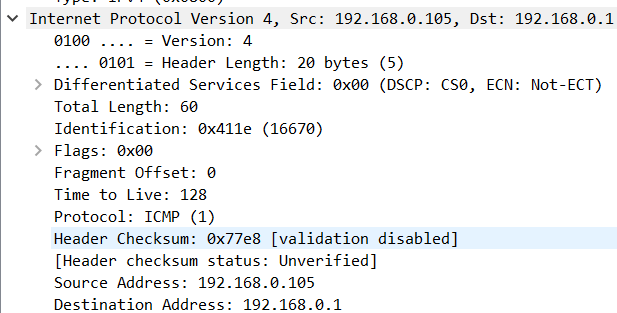 Internet Protocol Version 4, Src: 192.168.0.105, Dst: 192.168.0.1
0100 .... = Version: 4
.... 0101 = Header Length: 20 bytes (5)
Differentiated Services Field: 0x00 (DSCP: CS0, ECN: Not-ECT)
Total Length: 60
Identification: 0x411e (16670)
Flags: 0x00
Fragment Offset: 0
Time to Live: 128
Protocol: ICMP (1)
Header Checksum: 0x77e8 [validation disabled]
[Header checksum status: Unverified]
Source Address: 192.168.0.105
Destination Address: 192.168.0.1